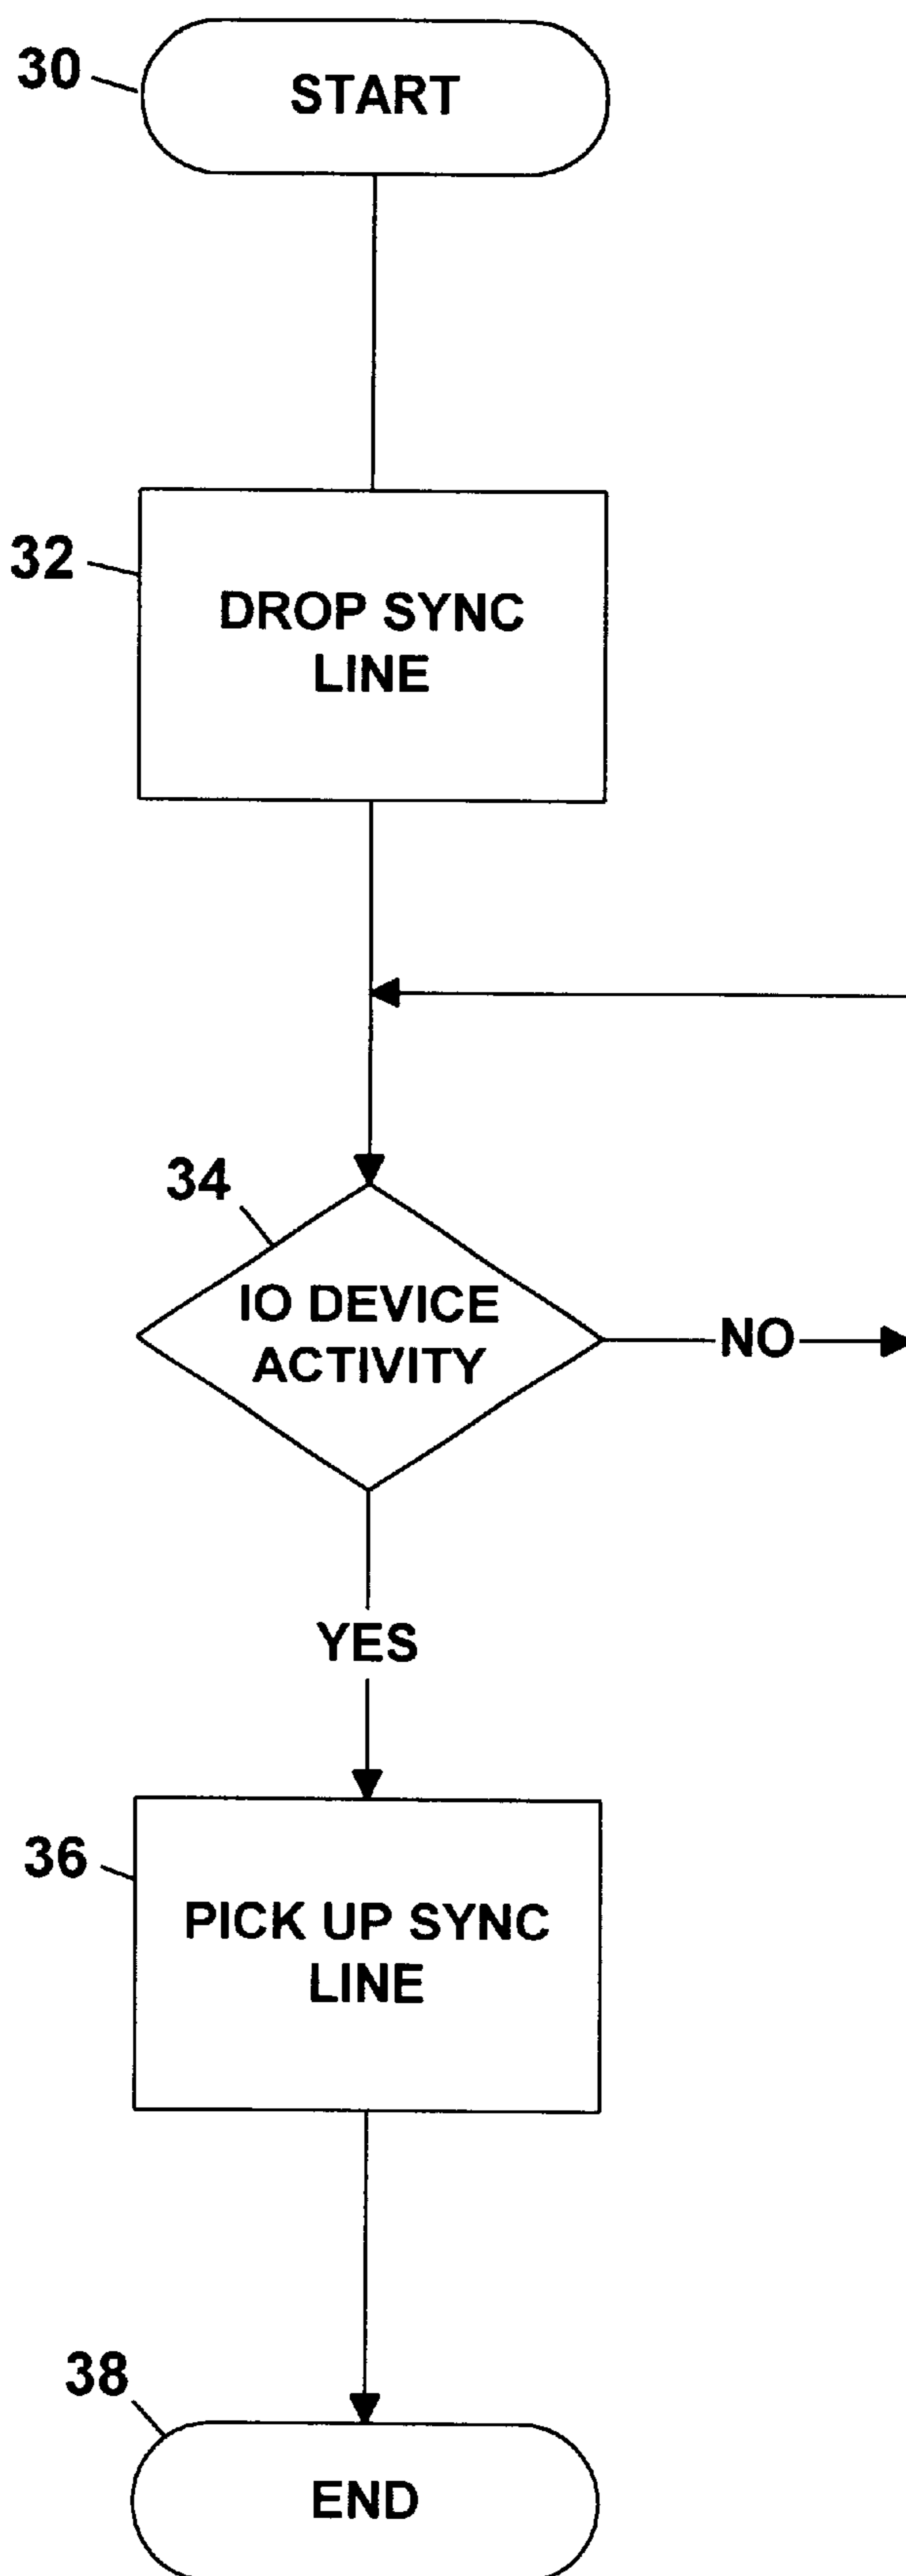 30
START
32
DROP SYNC
LINE
34
IO DEVICE
ACTIVITY
NO
YES
36
PICK UP SYNC
LINE
38
END